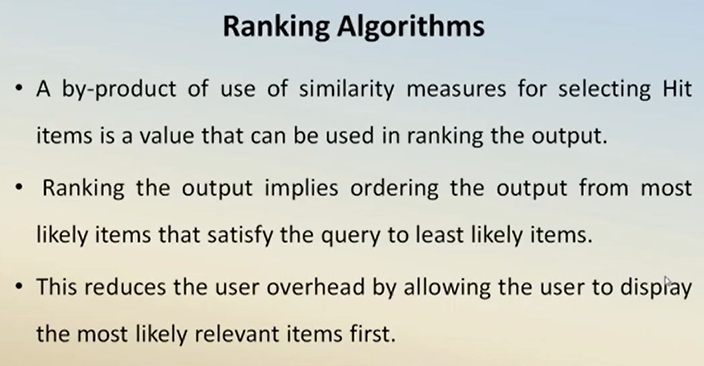 Ranking Algorithms
• A by-product of use of similarity measures for selecting Hit
items is a value that can be used in ranking the output.
• Ranking the output implies ordering the output from most
likely items that satisfy the query to least likely items.
• This reduces the user overhead by allowing the user to display
the most likely relevant items first.